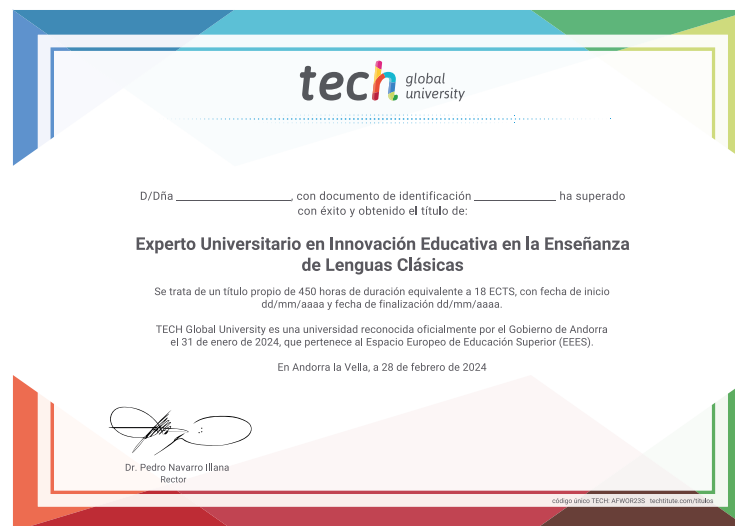 tech global university
D/Dña ____________________, con documento de identificación ______________ ha superado
con éxito y obtenido el título de:
Experto Universitario en Innovación Educativa en la Enseñanza
de Lenguas Clásicas
Se trata de un título propio de 450 horas de duración equivalente a 18 ECTS, con fecha de inicio
dd/mm/aaaa y fecha de finalización dd/mm/aaaa.
TECH Global University es una universidad reconocida oficialmente por el Gobierno de Andorra
el 31 de enero de 2024, que pertenece al Espacio Europeo de Educación Superior (EEES).
En Andorra la Vella, a 28 de febrero de 2024
Dr. Pedro Navarro Illana
Rector
código único TECH: AFWOR23S techtitute.com/titulos